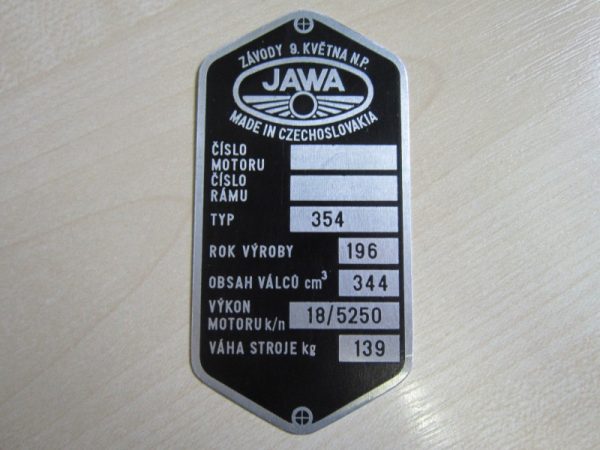 ZÁVODY 9. KVĚTNA N.P.
JAWA
MADE IN CZECHOSLOVAKIA
ČÍSLO
MOTORU
ČÍSLO
RÁMU
TYP 354
ROK VÝROBY 196
OBSAH VÁLCŮ cm³ 344
VÝKON
MOTORU k/n 18/5250
VÁHA STROJE kg 139